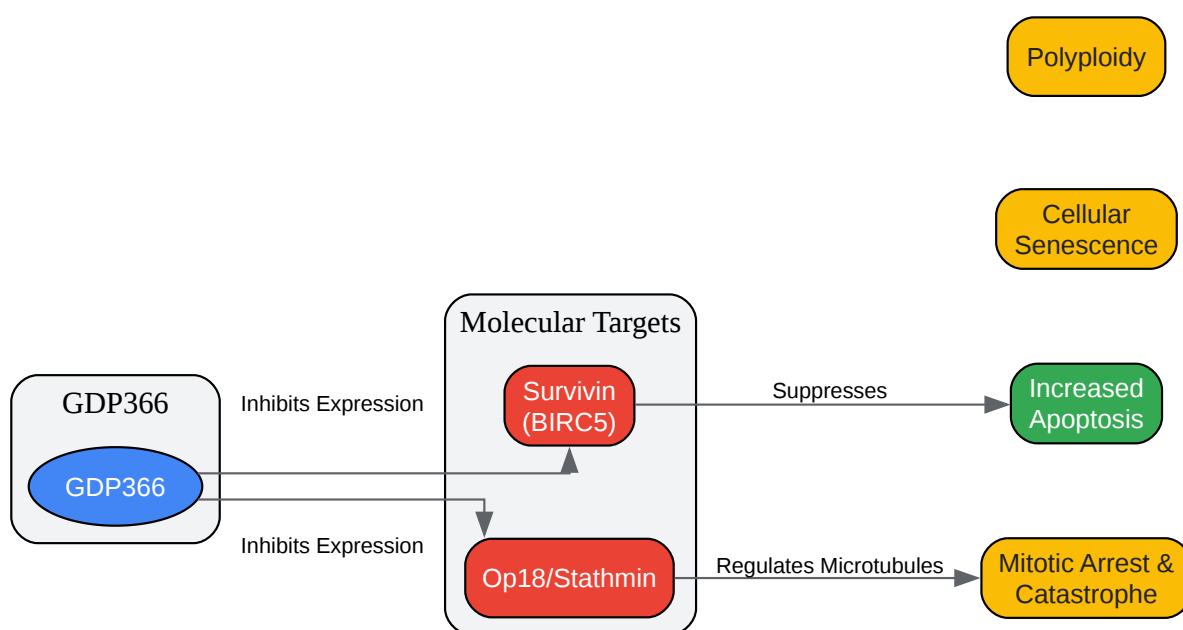 Polyploidy
Cellular
Senescence
Molecular Targets
GDP366
Inhibits Expression
Survivin
(BIRC5)
Suppresses
Increased
Apoptosis
GDP366
Inhibits Expression
Op18/Stathmin
Regulates Microtubules
Mitotic Arrest &
Catastrophe